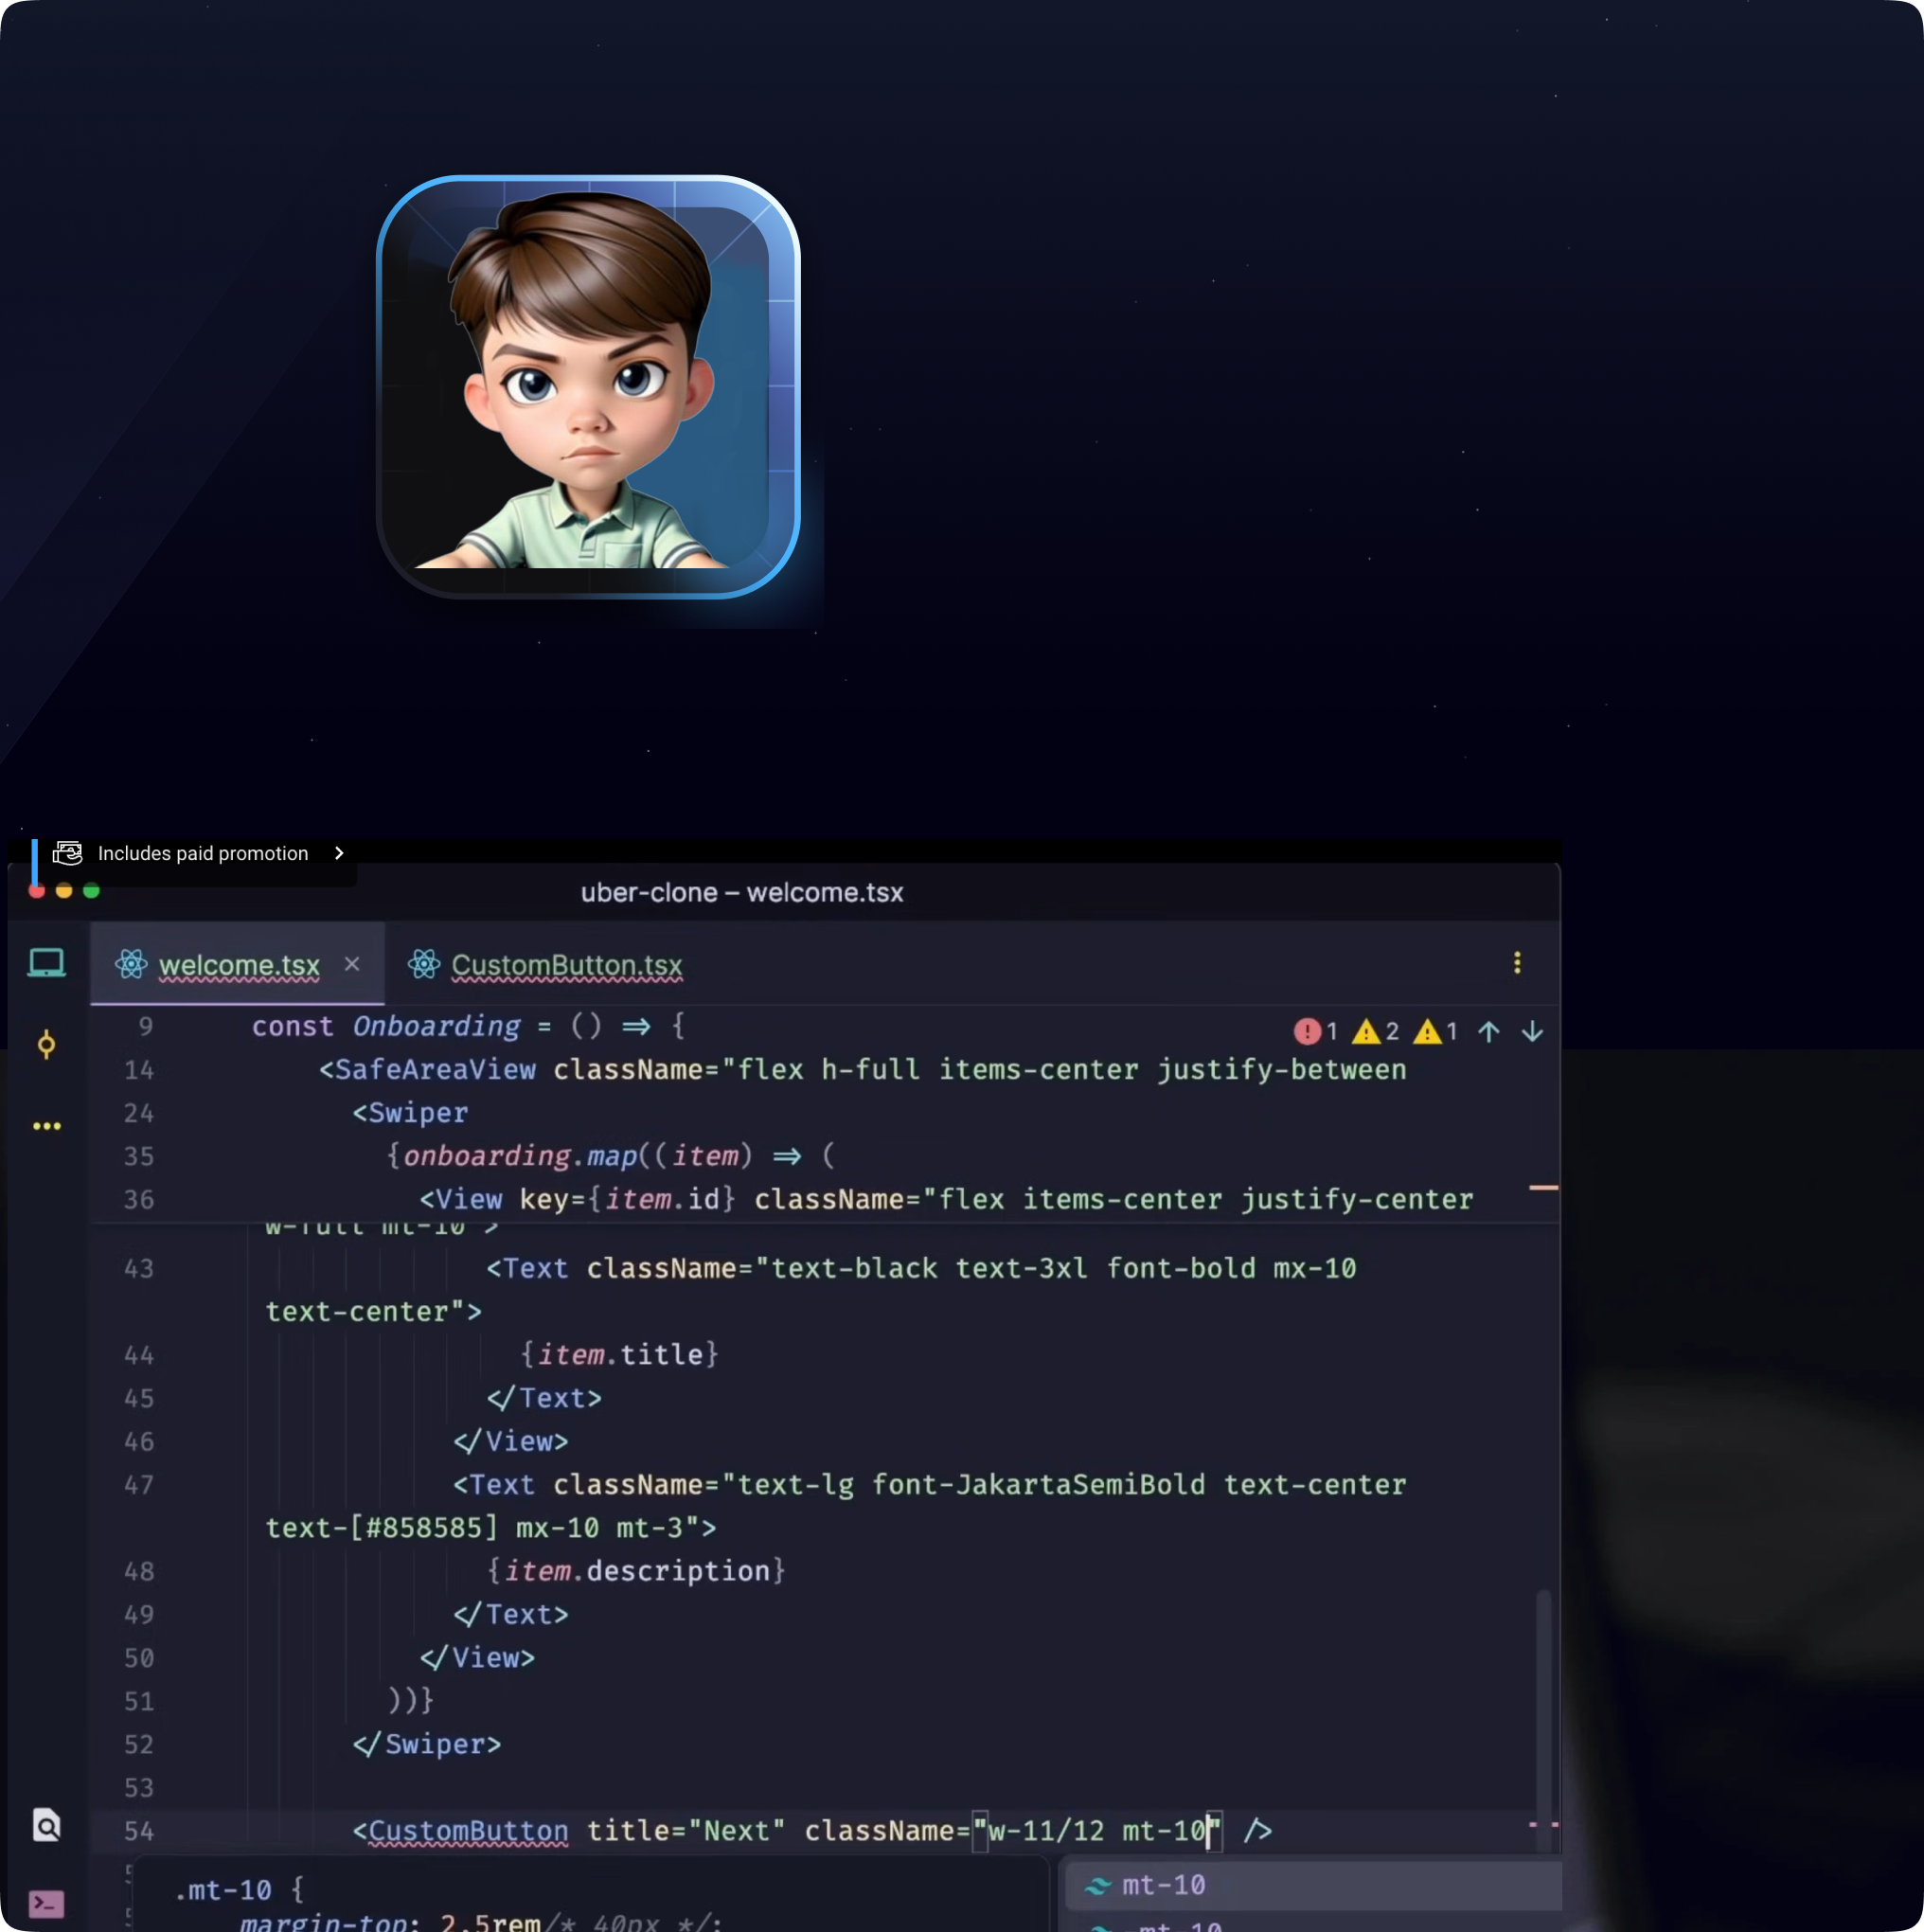 Includes paid promotion
uber-clone – welcome.tsx
welcome.tsx
CustomButton.tsx
9 const Onboarding = () => {
1 2 1
14 <SafeAreaView className="flex h-full items-center justify-between
24 <Swiper
35 {onboarding.map((item) => (
36 <View key={item.id} className="flex items-center justify-center
w-full mt-10">
43 <Text className="text-black text-3xl font-bold mx-10
text-center">
44 {item.title}
45 </Text>
46 </View>
47 <Text className="text-lg font-JakartaSemiBold text-center
text-[#858585] mx-10 mt-3">
48 {item.description}
49 </Text>
50 </View>
51 ))}
52 </Swiper>
53
54 <CustomButton title="Next" className="w-11/12 mt-10" />
.mt-10 {
margin-top: 2.5rem/* 40px */;
mt-10
-mt-10